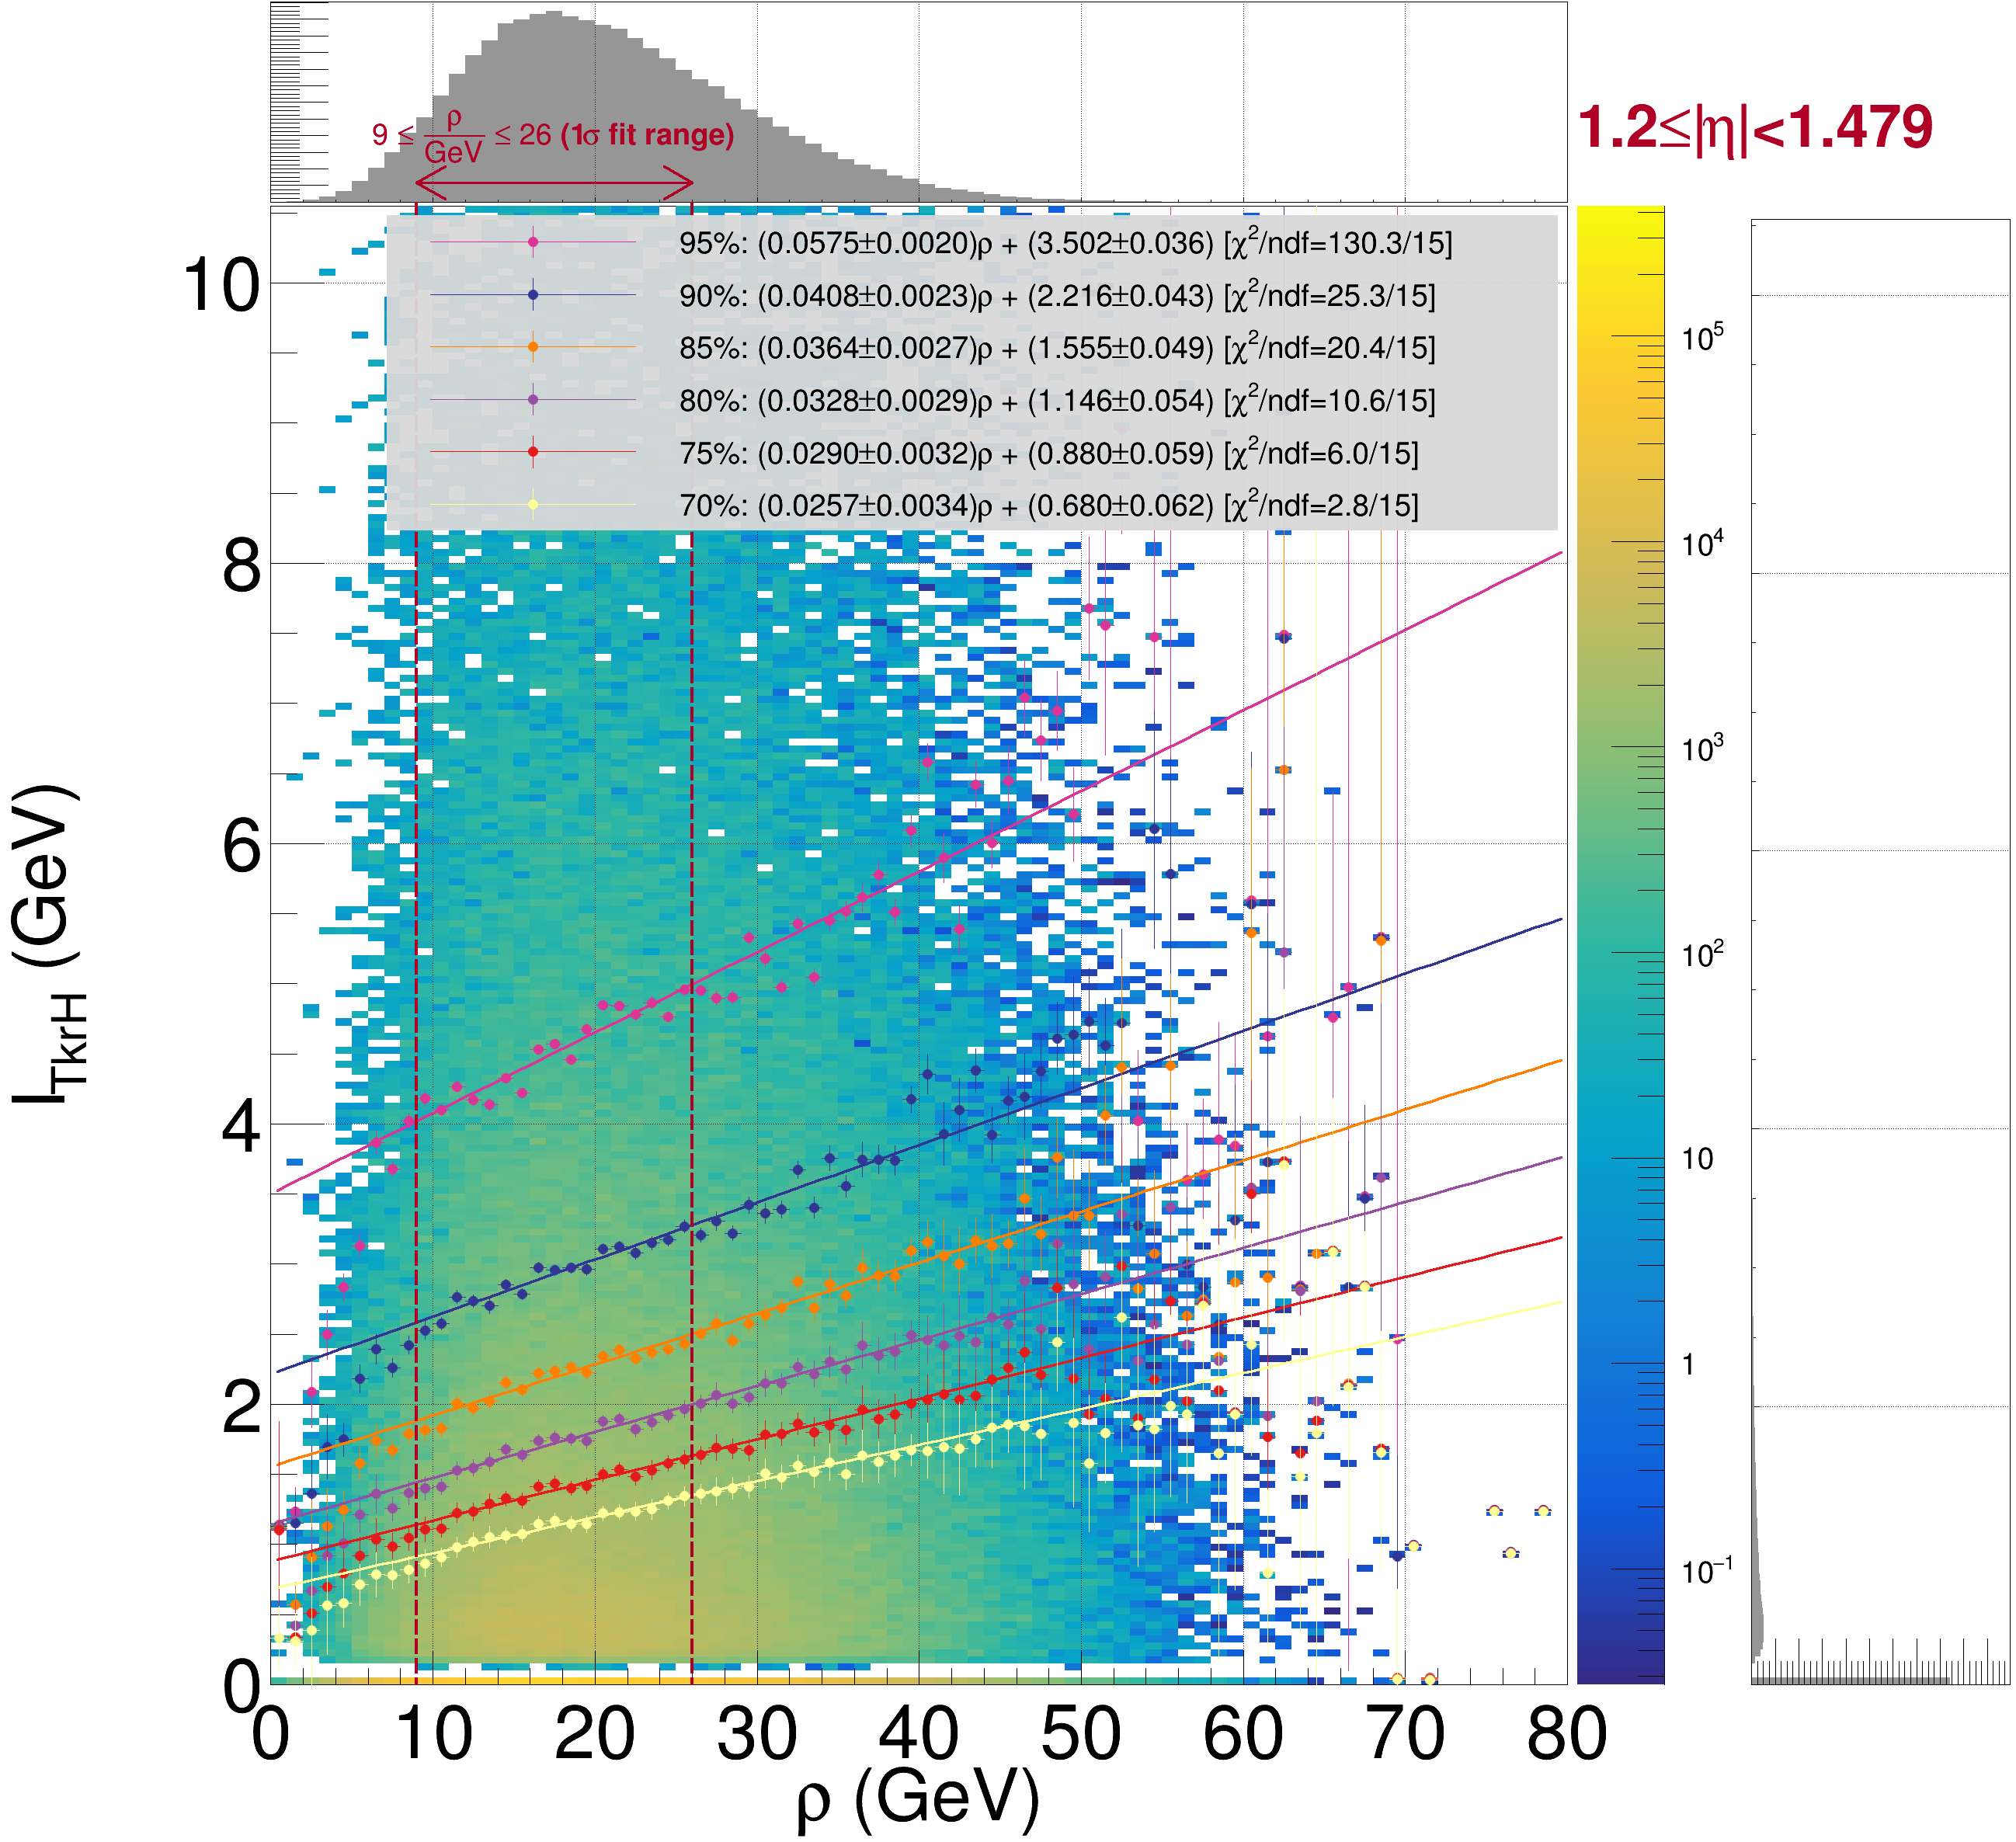 9 ≤ ρ/GeV ≤ 26 (1σ fit range)
1.2≤|η|<1.479
95%: (0.0575±0.0020)ρ + (3.502±0.036) [χ²/ndf=130.3/15]
90%: (0.0408±0.0023)ρ + (2.216±0.043) [χ²/ndf=25.3/15]
85%: (0.0364±0.0027)ρ + (1.555±0.049) [χ²/ndf=20.4/15]
80%: (0.0328±0.0029)ρ + (1.146±0.054) [χ²/ndf=10.6/15]
75%: (0.0290±0.0032)ρ + (0.880±0.059) [χ²/ndf=6.0/15]
70%: (0.0257±0.0034)ρ + (0.680±0.062) [χ²/ndf=2.8/15]
10
8
6
4
2
0
I_TkrH (GeV)
0 10 20 30 40 50 60 70 80
ρ (GeV)
10⁵
10⁴
10³
10²
10
1
10⁻¹